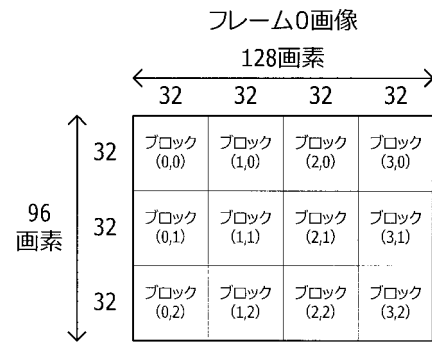 フレーム0画像
128画素
32 32 32 32
96
画素
32
ブロック
(0,0)
ブロック
(1,0)
ブロック
(2,0)
ブロック
(3,0)
32
ブロック
(0,1)
ブロック
(1,1)
ブロック
(2,1)
ブロック
(3,1)
32
ブロック
(0,2)
ブロック
(1,2)
ブロック
(2,2)
ブロック
(3,2)